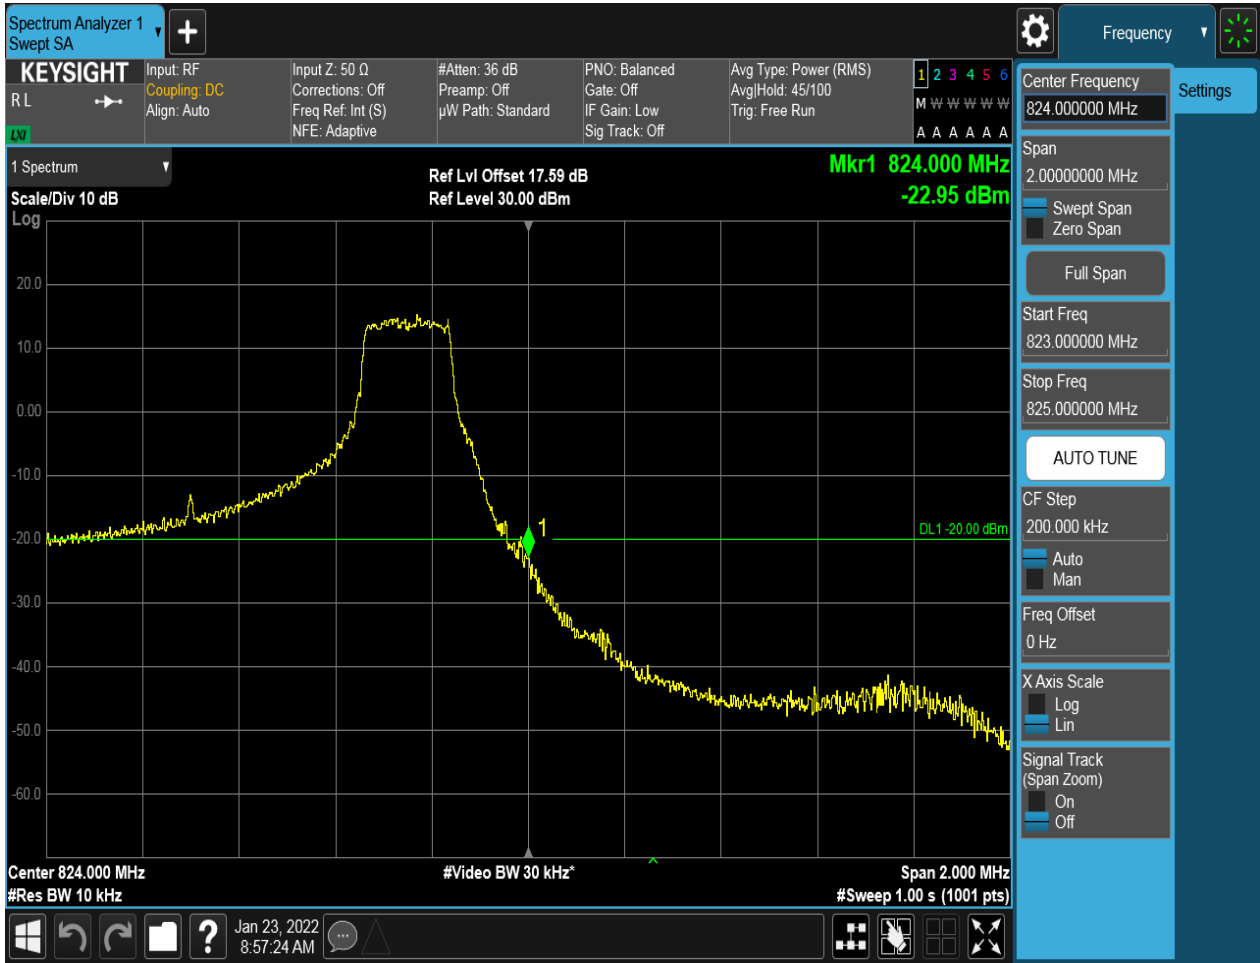 Spectrum Analyzer 1
Swept SA
+
Frequency
KEYSIGHT
R L
LXI
Input: RF
Coupling: DC
Align: Auto
Input Z: 50 Ω
Corrections: Off
Freq Ref: Int (S)
NFE: Adaptive
#Atten: 36 dB
Preamp: Off
µW Path: Standard
PNO: Balanced
Gate: Off
IF Gain: Low
Sig Track: Off
Avg Type: Power (RMS)
Avg|Hold: 45/100
Trig: Free Run
1 2 3 4 5 6
M W W W W W
A A A A A A
1 Spectrum
Scale/Div 10 dB
Log
Ref Lvl Offset 17.59 dB
Ref Level 30.00 dBm
Mkr1 824.000 MHz
-22.95 dBm
20.0
10.0
0.00
-10.0
-20.0
-30.0
-40.0
-50.0
-60.0
1
DL1 -20.00 dBm
Center 824.000 MHz
#Res BW 10 kHz
#Video BW 30 kHz*
Span 2.000 MHz
#Sweep 1.00 s (1001 pts)
Center Frequency
824.000000 MHz
Settings
Span
2.00000000 MHz
Swept Span
Zero Span
Full Span
Start Freq
823.000000 MHz
Stop Freq
825.000000 MHz
AUTO TUNE
CF Step
200.000 kHz
Auto
Man
Freq Offset
0 Hz
X Axis Scale
Log
Lin
Signal Track
(Span Zoom)
On
Off
?
Jan 23, 2022
8:57:24 AM